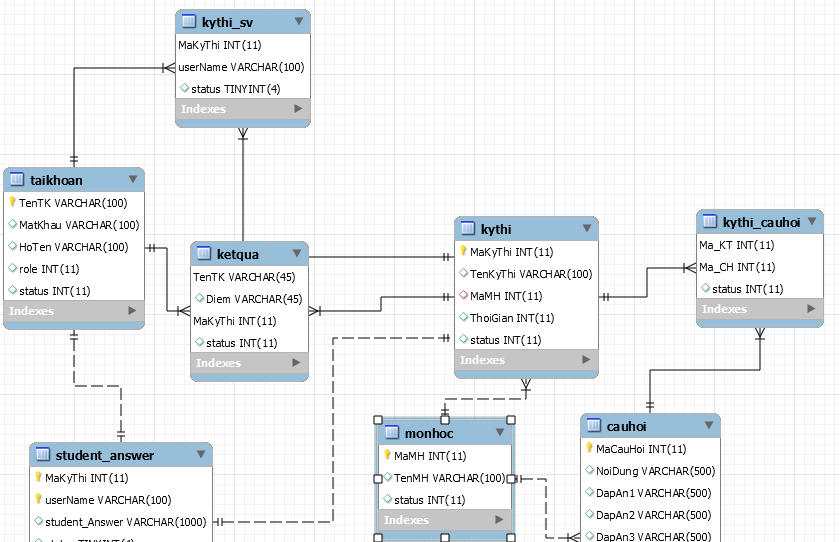 kythi_sv
MaKyThi INT(11)
userName VARCHAR(100)
status TINYINT(4)
Indexes
taikhoan
TenTK VARCHAR(100)
MatKhau VARCHAR(100)
HoTen VARCHAR(100)
role INT(11)
status INT(11)
Indexes
ketqua
TenTK VARCHAR(45)
Diem VARCHAR(45)
MaKyThi INT(11)
status INT(11)
Indexes
kythi
MaKyThi INT(11)
TenKyThi VARCHAR(100)
MaMH INT(11)
ThoiGian INT(11)
status INT(11)
Indexes
kythi_cauhoi
Ma_KT INT(11)
Ma_CH INT(11)
status INT(11)
Indexes
student_answer
MaKyThi INT(11)
userName VARCHAR(100)
student_Answer VARCHAR(1000)
status TINYINT(4)
monhoc
MaMH INT(11)
TenMH VARCHAR(100)
status INT(11)
Indexes
cauhoi
MaCauHoi INT(11)
NoiDung VARCHAR(500)
DapAn1 VARCHAR(500)
DapAn2 VARCHAR(500)
DapAn3 VARCHAR(500)